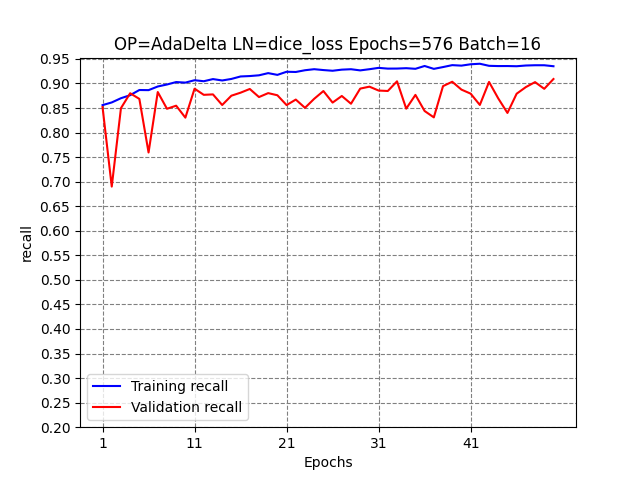 OP=AdaDelta LN=dice_loss Epochs=576 Batch=16
0.95
0.90
0.85
0.80
0.75
0.70
0.65
0.60
0.55
0.50
0.45
0.40
0.35
0.30
0.25
0.20
recall
Training recall
Validation recall
1 11 21 31 41
Epochs